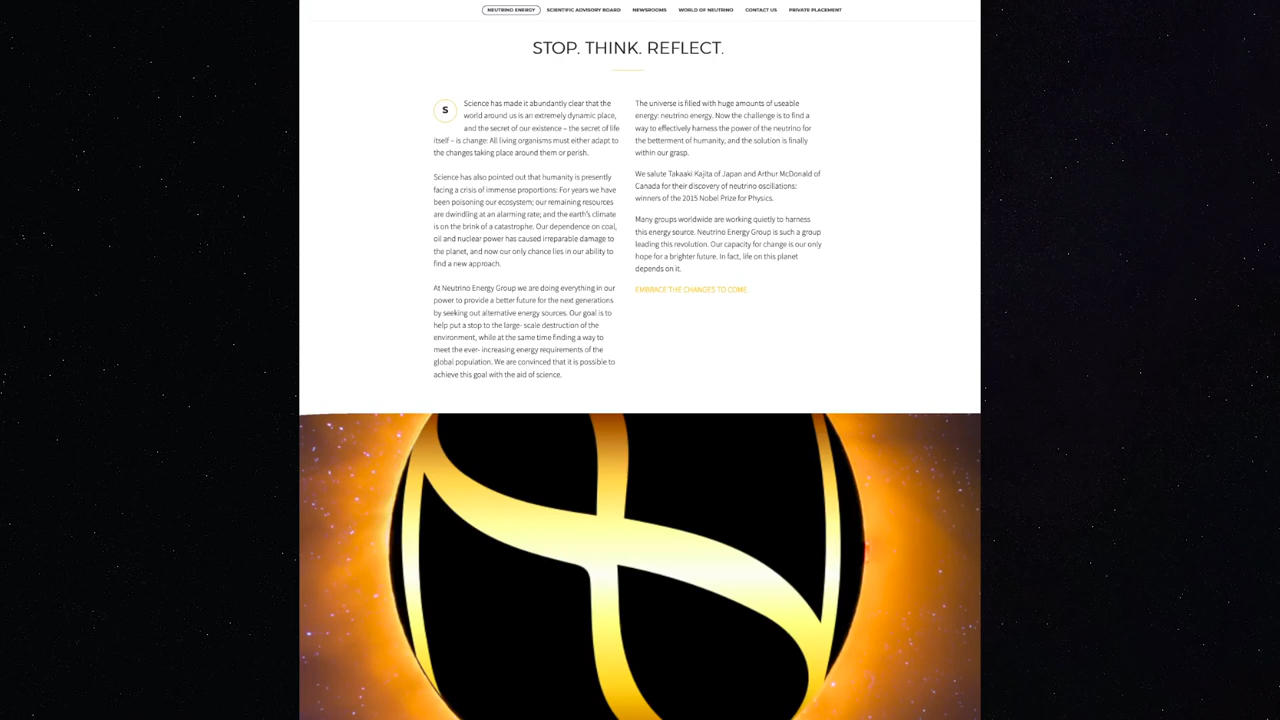 NEUTRINO ENERGY SCIENTIFIC ADVISORY BOARD NEWSROOMS WORLD OF NEUTRINO CONTACT US PRIVATE PLACEMENT
STOP. THINK. REFLECT.
S
Science has made it abundantly clear that the
world around us is an extremely dynamic place,
and the secret of our existence – the secret of life
itself – is change: All living organisms must either adapt to
the changes taking place around them or perish.
Science has also pointed out that humanity is presently
facing a crisis of immense proportions: For years we have
been poisoning our ecosystem; our remaining resources
are dwindling at an alarming rate; and the earth's climate
is on the brink of a catastrophe. Our dependence on coal,
oil and nuclear power has caused irreparable damage to
the planet, and now our only chance lies in our ability to
find a new approach.
At Neutrino Energy Group we are doing everything in our
power to provide a better future for the next generations
by seeking out alternative energy sources. Our goal is to
help put a stop to the large- scale destruction of the
environment, while at the same time finding a way to
meet the ever- increasing energy requirements of the
global population. We are convinced that it is possible to
achieve this goal with the aid of science.
The universe is filled with huge amounts of useable
energy: neutrino energy. Now the challenge is to find a
way to effectively harness the power of the neutrino for
the betterment of humanity, and the solution is finally
within our grasp.
We salute Takaaki Kajita of Japan and Arthur McDonald of
Canada for their discovery of neutrino oscillations:
winners of the 2015 Nobel Prize for Physics.
Many groups worldwide are working quietly to harness
this energy source. Neutrino Energy Group is such a group
leading this revolution. Our capacity for change is our only
hope for a brighter future. In fact, life on this planet
depends on it.
EMBRACE THE CHANGES TO COME